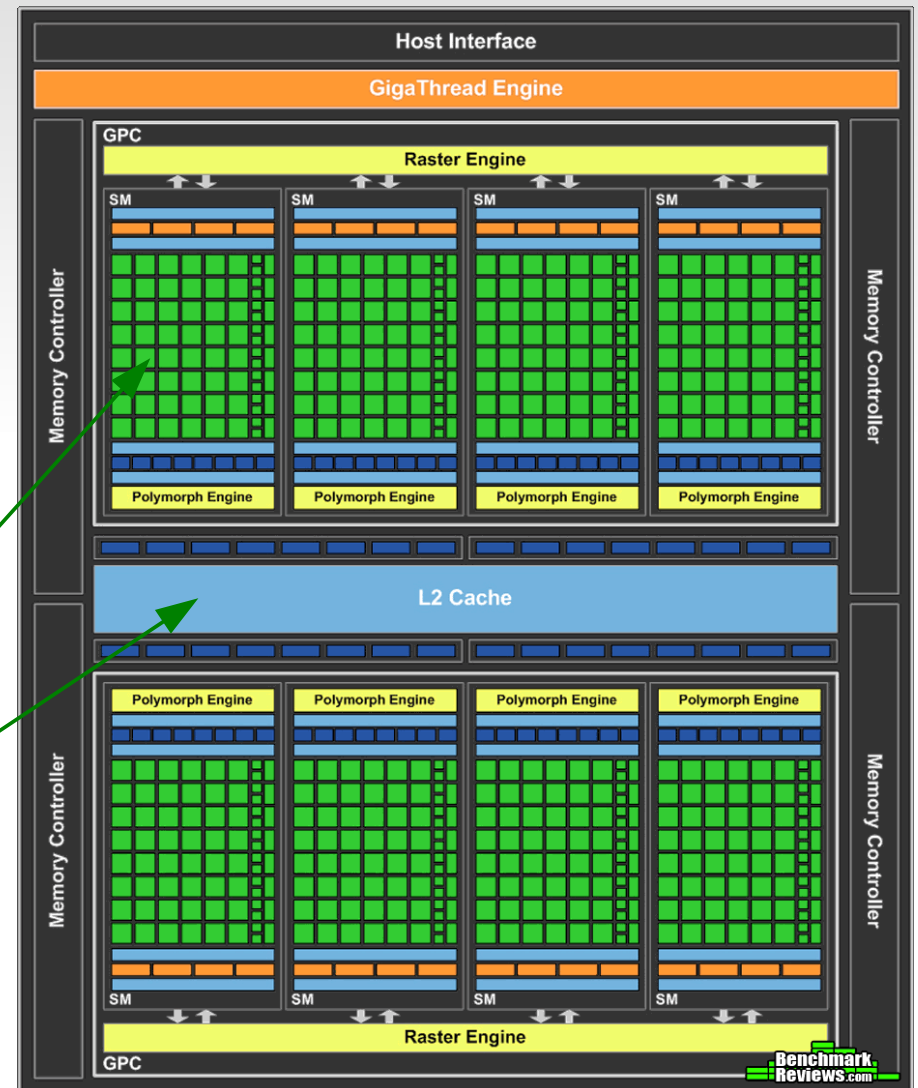 Host Interface
GigaThread Engine
GPC
Raster Engine
SM
SM
SM
SM
Memory Controller
Memory Controller
Polymorph Engine
Polymorph Engine
Polymorph Engine
Polymorph Engine
L2 Cache
Polymorph Engine
Polymorph Engine
Polymorph Engine
Polymorph Engine
Memory Controller
Memory Controller
SM
SM
SM
SM
Raster Engine
GPC
Benchmark
Reviews.com